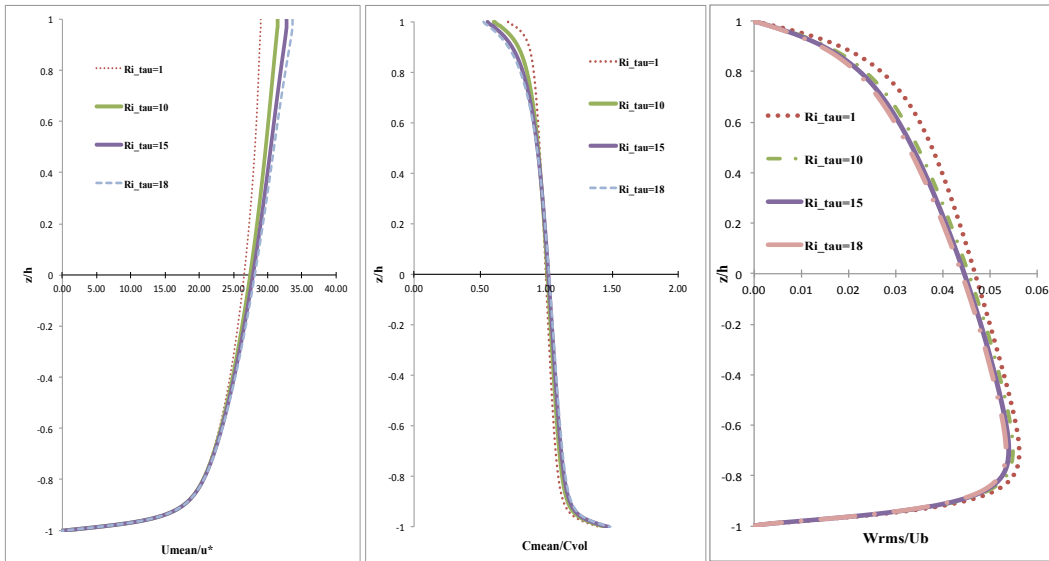 1
0.8
0.6
0.4
0.2
0
-0.2
-0.4
-0.6
-0.8
-1
z/h
0.00 5.00 10.00 15.00 20.00 25.00 30.00 35.00 40.00
Ri_tau=1
Ri_tau=10
Ri_tau=15
Ri_tau=18
Umean/u*
1
0.8
0.6
0.4
0.2
0
-0.2
-0.4
-0.6
-0.8
-1
z/h
0.00 0.50 1.00 1.50 2.00
Ri_tau=1
Ri_tau=10
Ri_tau=15
Ri_tau=18
Cmean/Cvol
1
0.8
0.6
0.4
0.2
0
-0.2
-0.4
-0.6
-0.8
-1
z/h
0.00 0.01 0.02 0.03 0.04 0.05 0.06
Ri_tau=1
Ri_tau=10
Ri_tau=15
Ri_tau=18
Wrms/Ub